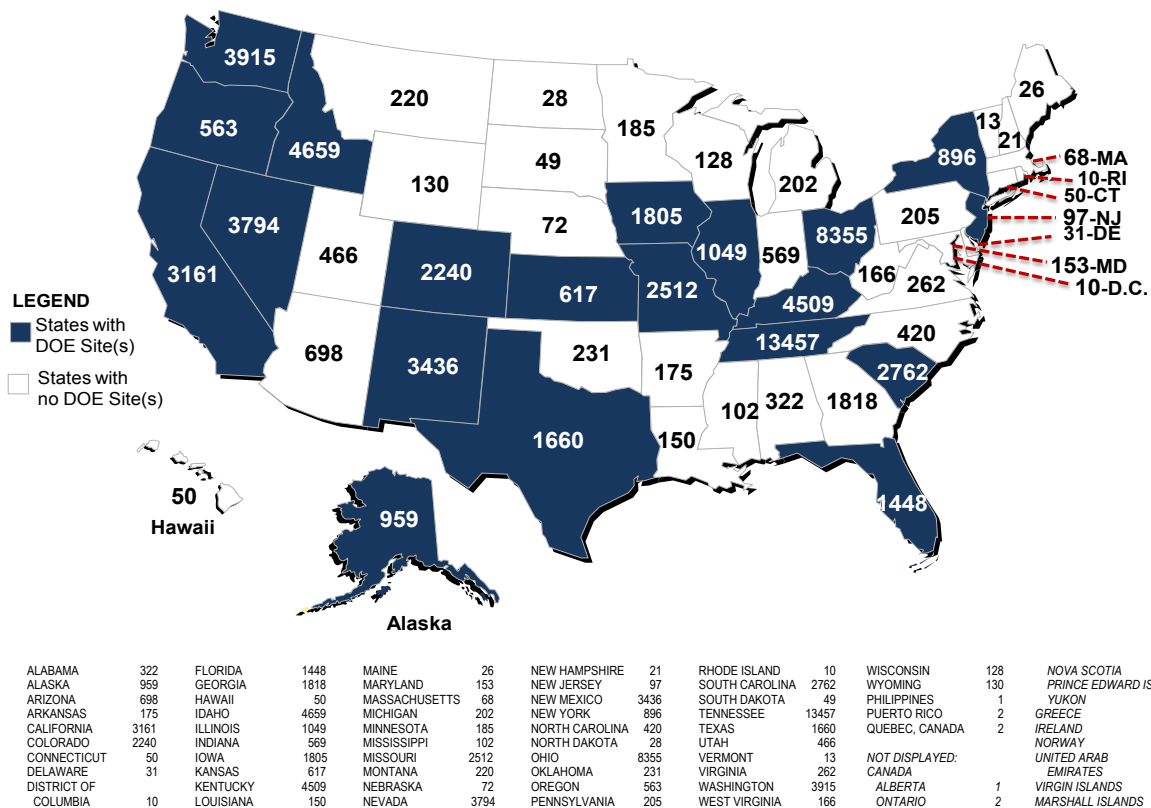 3915
220
28
26
13
21
185
563
4659
49
128
896
68-MA
202
10-RI
130
50-CT
205
97-NJ
1805
3794
72
8355
31-DE
1049
466
2240
569
166
153-MD
3161
262
10-D.C.
617
2512
4509
LEGEND
States with
DOE Site(s)
States with
no DOE Site(s)
698
3436
231
13457
420
175
2762
102
322
1818
1660
150
50
Hawaii
959
1448
Alaska
ALABAMA 322 FLORIDA 1448 MAINE 26 NEW HAMPSHIRE 21 RHODE ISLAND 10 WISCONSIN 128 NOVA SCOTIA
ALASKA 959 GEORGIA 1818 MARYLAND 153 NEW JERSEY 97 SOUTH CAROLINA 2762 WYOMING 130 PRINCE EDWARD IS
ARIZONA 698 HAWAII 50 MASSACHUSETTS 68 NEW MEXICO 3436 SOUTH DAKOTA 49 PHILIPPINES 1 YUKON
ARKANSAS 175 IDAHO 4659 MICHIGAN 202 NEW YORK 896 TENNESSEE 13457 PUERTO RICO 2 GREECE
CALIFORNIA 3161 ILLINOIS 1049 MINNESOTA 185 NORTH CAROLINA 420 TEXAS 1660 QUEBEC, CANADA 2 IRELAND
COLORADO 2240 INDIANA 569 MISSISSIPPI 102 NORTH DAKOTA 28 UTAH 466 NORWAY
CONNECTICUT 50 IOWA 1805 MISSOURI 2512 OHIO 8355 VERMONT 13 NOT DISPLAYED: UNITED ARAB
DELAWARE 31 KANSAS 617 MONTANA 220 OKLAHOMA 231 VIRGINIA 262 CANADA EMIRATES
DISTRICT OF KENTUCKY 4509 NEBRASKA 72 OREGON 563 WASHINGTON 3915 ALBERTA 1 VIRGIN ISLANDS
COLUMBIA 10 LOUISIANA 150 NEVADA 3794 PENNSYLVANIA 205 WEST VIRGINIA 166 ONTARIO 2 MARSHALL ISLANDS